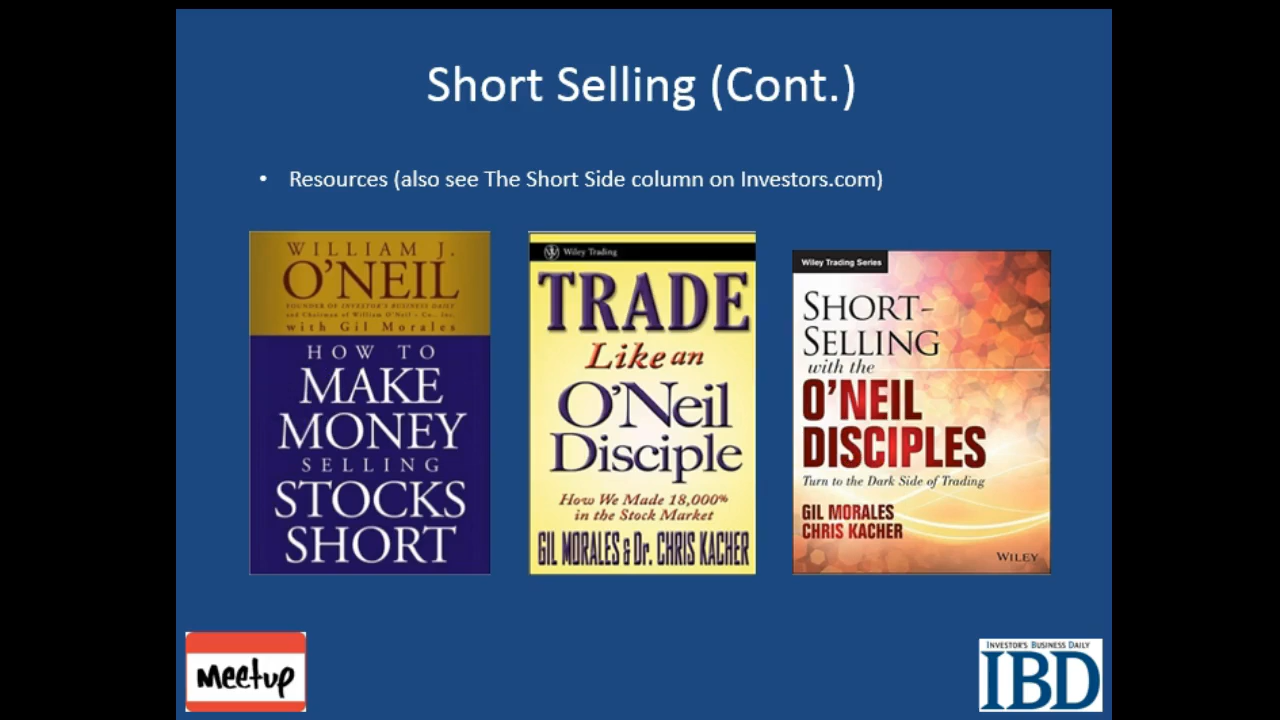 Short Selling (Cont.)
• Resources (also see The Short Side column on Investors.com)
WILLIAM J.
O'NEIL
FOUNDER OF INVESTOR'S BUSINESS DAILY
and Chairman of William O'Neil + Co., Inc.
with Gil Morales
HOW TO
MAKE
MONEY
SELLING
STOCKS
SHORT
Wiley Trading
TRADE
Like an
O'Neil
Disciple
How We Made 18,000%
in the Stock Market
GIL MORALES & Dr. CHRIS KACHER
Wiley Trading Series
SHORT-
SELLING
with the
O'NEIL
DISCIPLES
Turn to the Dark Side of Trading
GIL MORALES
CHRIS KACHER
WILEY
Meetup
INVESTOR'S BUSINESS DAILY
IBD